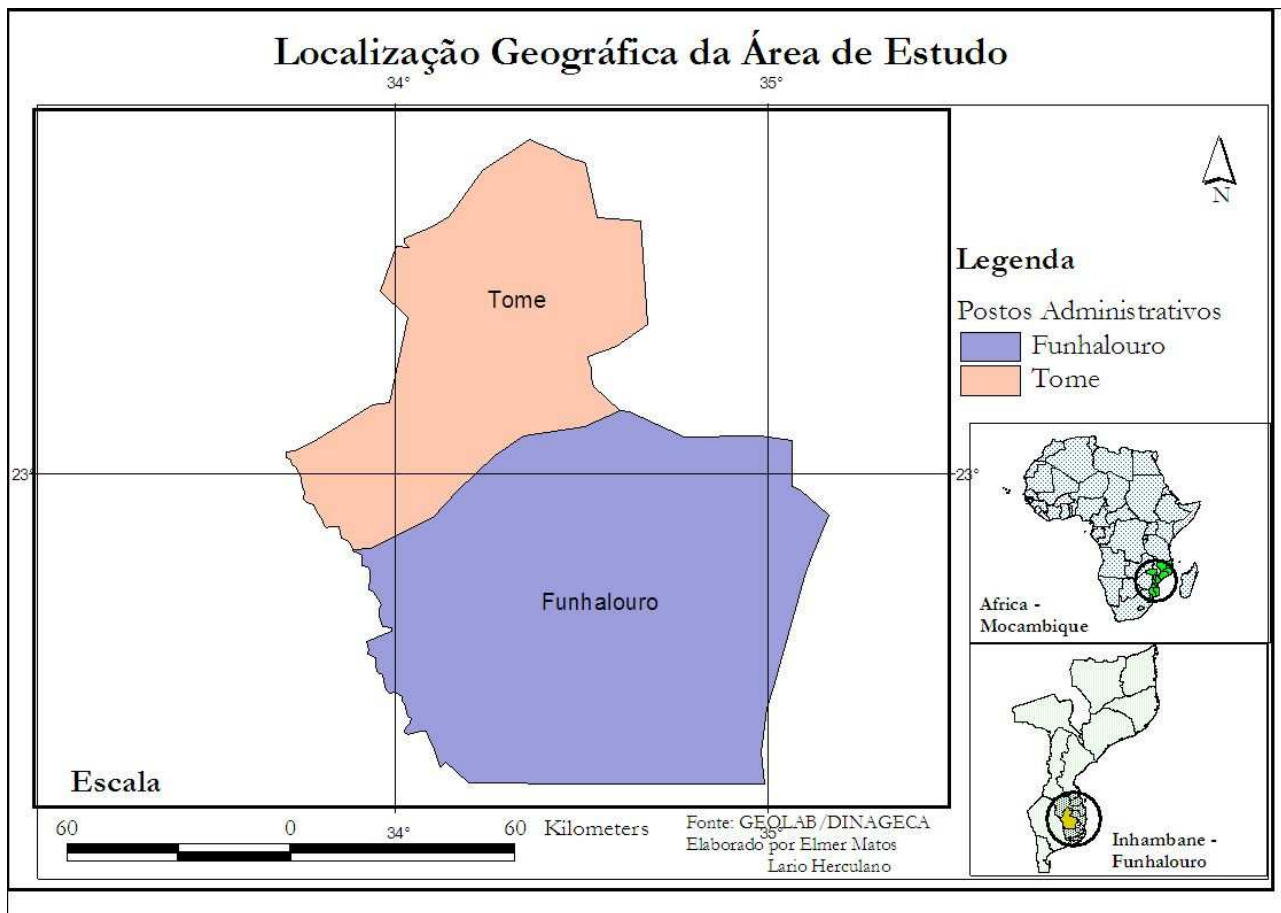 Localização Geográfica da Área de Estudo
34°
35°
N
Tome
Legenda
Postos Administrativos
Funhalouro
Tome
23°
23°
Funhalouro
Africa -
Mocambique
Escala
60
0
60 Kilometers
34°
35°
Fonte: GEOLAB/DINAGECA
Elaborado por Elmer Matos
Lario Herculano
Inhambane -
Funhalouro